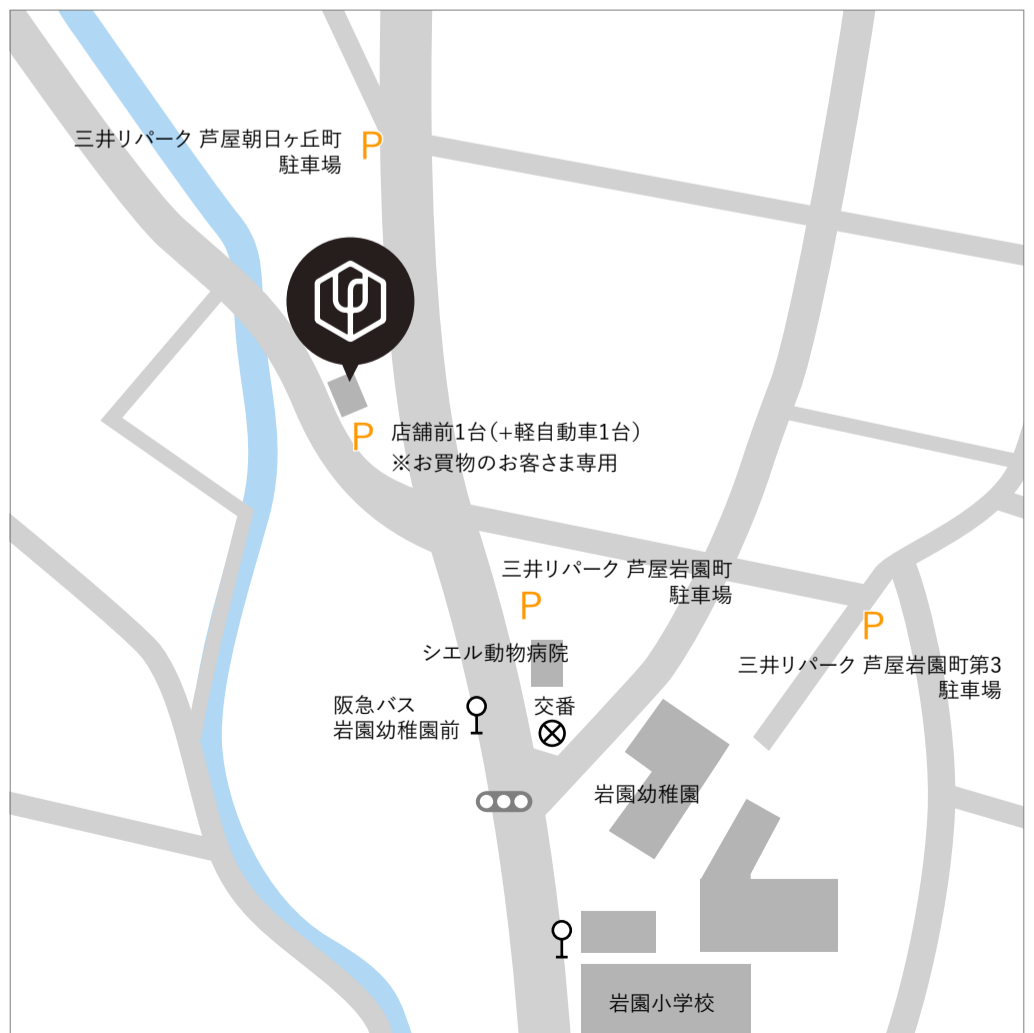 三井リパーク 芦屋朝日ヶ丘町
駐車場
P
P
店舗前1台(+軽自動車1台)
※お買物のお客さま専用
三井リパーク 芦屋岩園町
駐車場
P
P
シエル動物病院
三井リパーク 芦屋岩園町第3
駐車場
阪急バス
岩園幼稚園前
交番
岩園幼稚園
岩園小学校